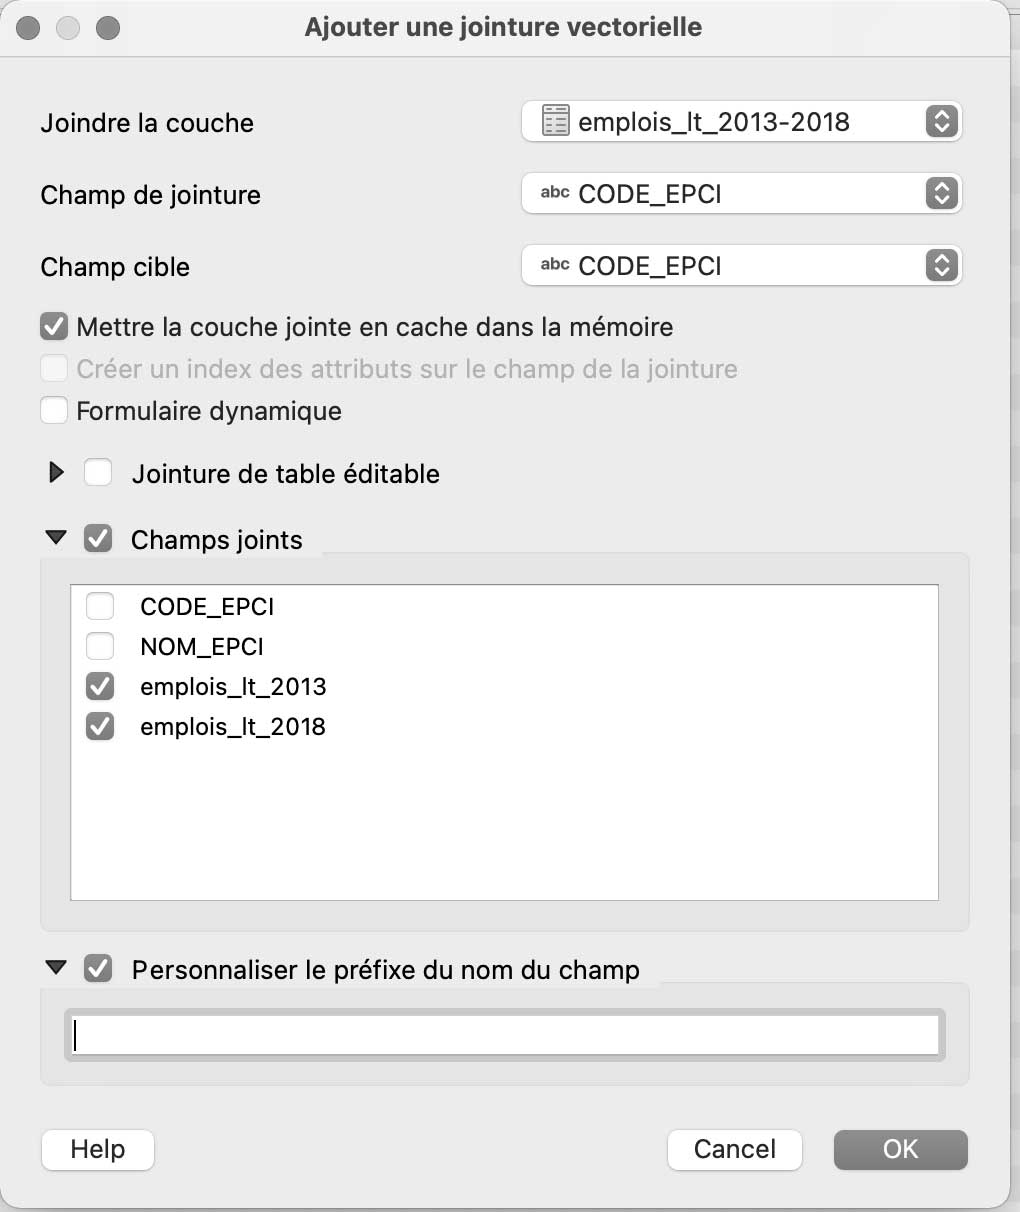 Ajouter une jointure vectorielle
Joindre la couche
emplois_lt_2013-2018
Champ de jointure
abc CODE_EPCI
Champ cible
abc CODE_EPCI
Mettre la couche jointe en cache dans la mémoire
Créer un index des attributs sur le champ de la jointure
Formulaire dynamique
Jointure de table éditable
Champs joints
CODE_EPCI
NOM_EPCI
emplois_lt_2013
emplois_lt_2018
Personnaliser le préfixe du nom du champ
Help
Cancel
OK